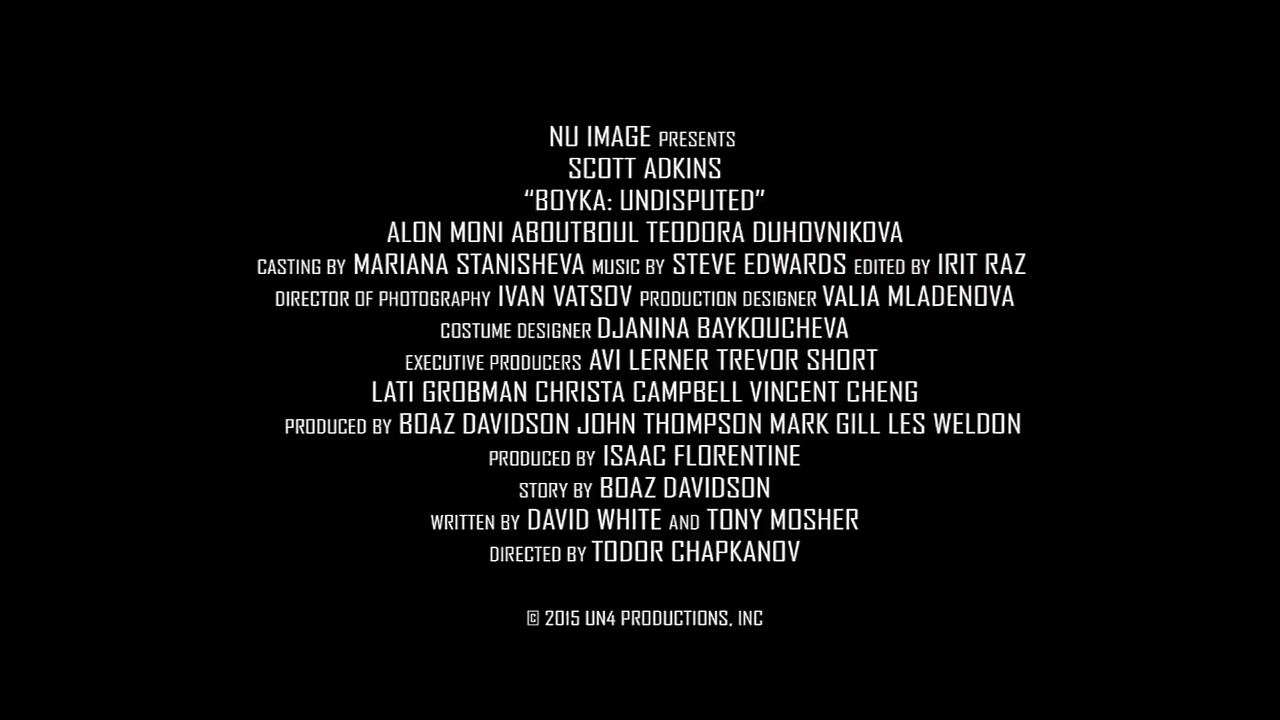 NU IMAGE PRESENTS
SCOTT ADKINS
“BOYKA: UNDISPUTED”
ALON MONI ABOUTBOUL TEODORA DUHOVNIKOVA
CASTING BY MARIANA STANISHEVA MUSIC BY STEVE EDWARDS EDITED BY IRIT RAZ
DIRECTOR OF PHOTOGRAPHY IVAN VATSOV PRODUCTION DESIGNER VALIA MLADENOVA
COSTUME DESIGNER DJANINA BAYKOUCHEVA
EXECUTIVE PRODUCERS AVI LERNER TREVOR SHORT
LATI GROBMAN CHRISTA CAMPBELL VINCENT CHENG
PRODUCED BY BOAZ DAVIDSON JOHN THOMPSON MARK GILL LES WELDON
PRODUCED BY ISAAC FLORENTINE
STORY BY BOAZ DAVIDSON
WRITTEN BY DAVID WHITE AND TONY MOSHER
DIRECTED BY TODOR CHAPKANOV
© 2015 UN4 PRODUCTIONS, INC